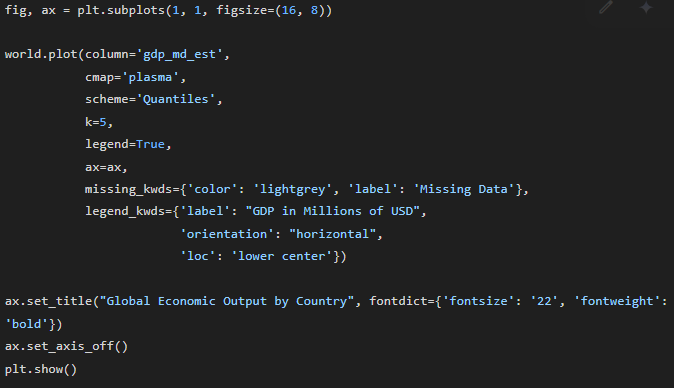 fig, ax = plt.subplots(1, 1, figsize=(16, 8))
world.plot(column='gdp_md_est',
cmap='plasma',
scheme='Quantiles',
k=5,
legend=True,
ax=ax,
missing_kwds={'color': 'lightgrey', 'label': 'Missing Data'},
legend_kwds={'label': "GDP in Millions of USD",
'orientation': "horizontal",
'loc': 'lower center'})
ax.set_title("Global Economic Output by Country", fontdict={'fontsize': '22', 'fontweight':
'bold'})
ax.set_axis_off()
plt.show()